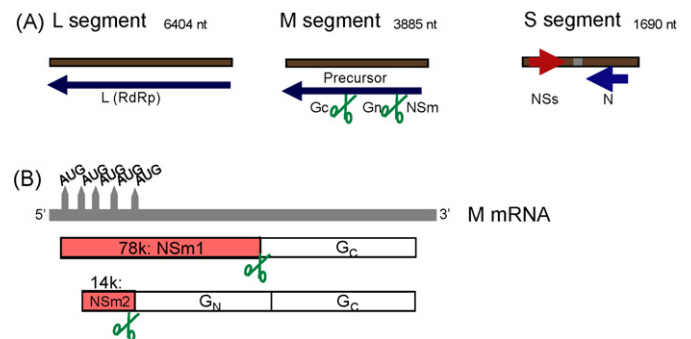 (A) L segment 6404 nt M segment 3885 nt S segment 1690 nt
Precursor
L (RdRp) Gc Gn NSm NSs N
(B) AUG AUG AUG AUG AUG
5' 3' M mRNA
78k: NSm1 GC
14k:
NSm2 GN GC